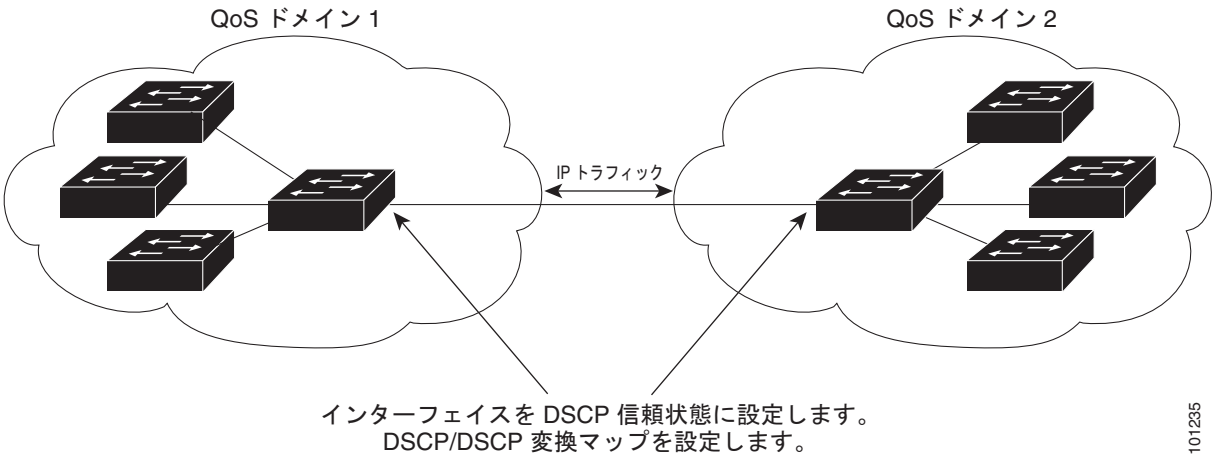 QoS ドメイン 1
QoS ドメイン 2
IP トラフィック
インターフェイスを DSCP 信頼状態に設定します。
DSCP/DSCP 変換マップを設定します。
101235